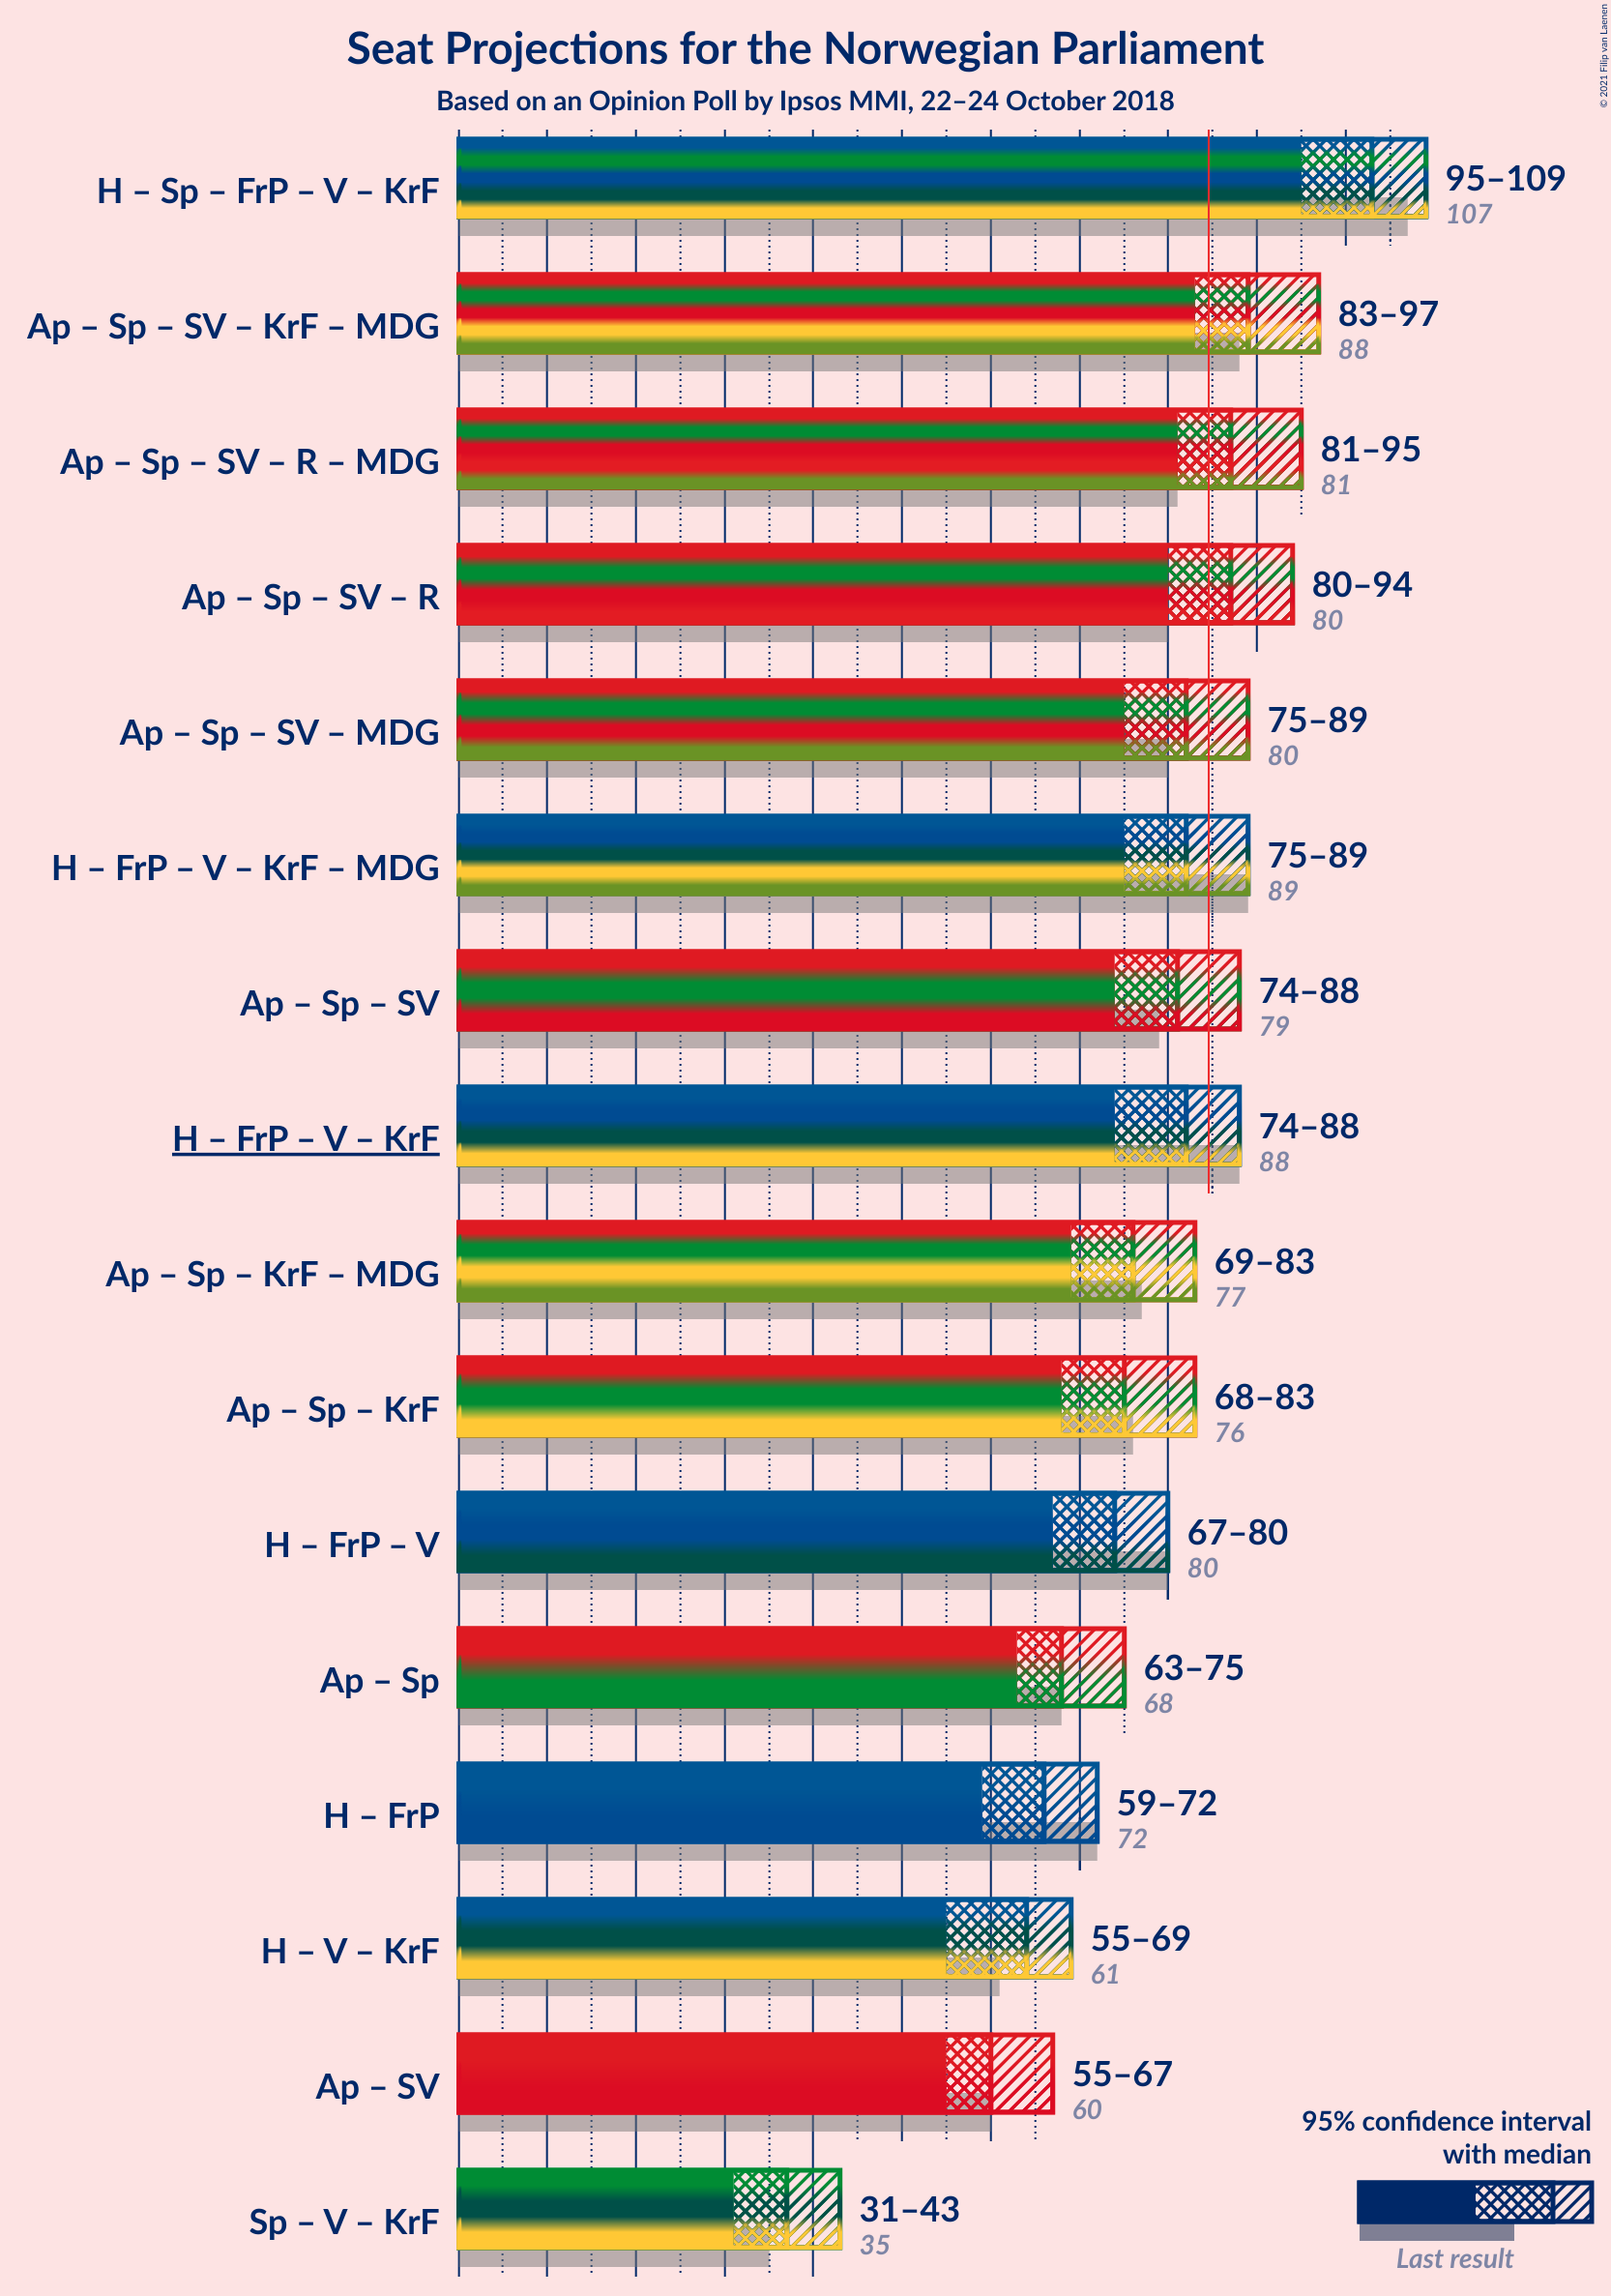 Seat Projections for the Norwegian Parliament
Based on an Opinion Poll by Ipsos MMI, 22–24 October 2018
© 2021 Filip van Laenen
H – Sp – FrP – V – KrF
95–109
107
Ap – Sp – SV – KrF – MDG
83–97
88
Ap – Sp – SV – R – MDG
81–95
81
Ap – Sp – SV – R
80–94
80
Ap – Sp – SV – MDG
75–89
80
H – FrP – V – KrF – MDG
75–89
89
Ap – Sp – SV
74–88
79
H – FrP – V – KrF
74–88
88
Ap – Sp – KrF – MDG
69–83
77
Ap – Sp – KrF
68–83
76
H – FrP – V
67–80
80
Ap – Sp
63–75
68
H – FrP
59–72
72
H – V – KrF
55–69
61
Ap – SV
55–67
60
Sp – V – KrF
31–43
35
95% confidence interval
with median
Last result